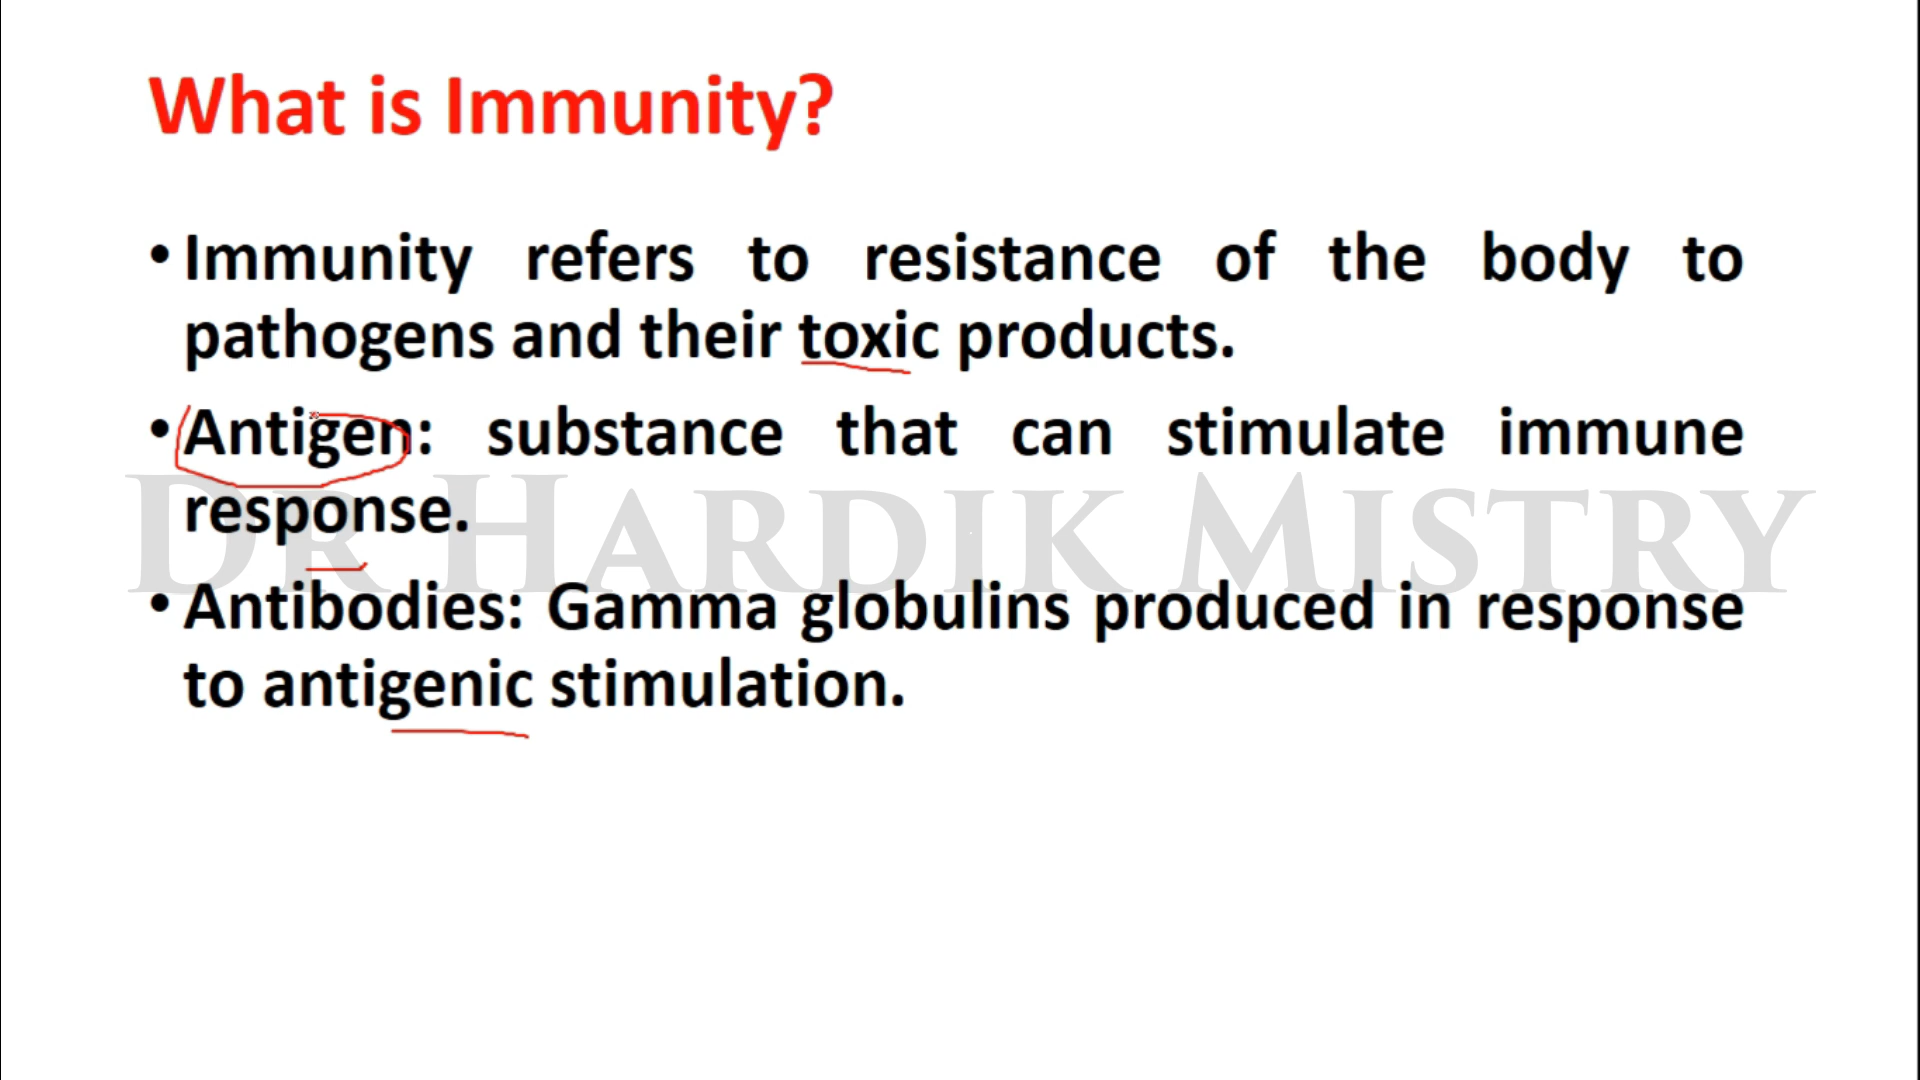 What is Immunity?
• Immunity refers to resistance of the body to
pathogens and their toxic products.
• Antigen: substance that can stimulate immune
response.
DR HARDIK MISTRY
• Antibodies: Gamma globulins produced in response
to antigenic stimulation.